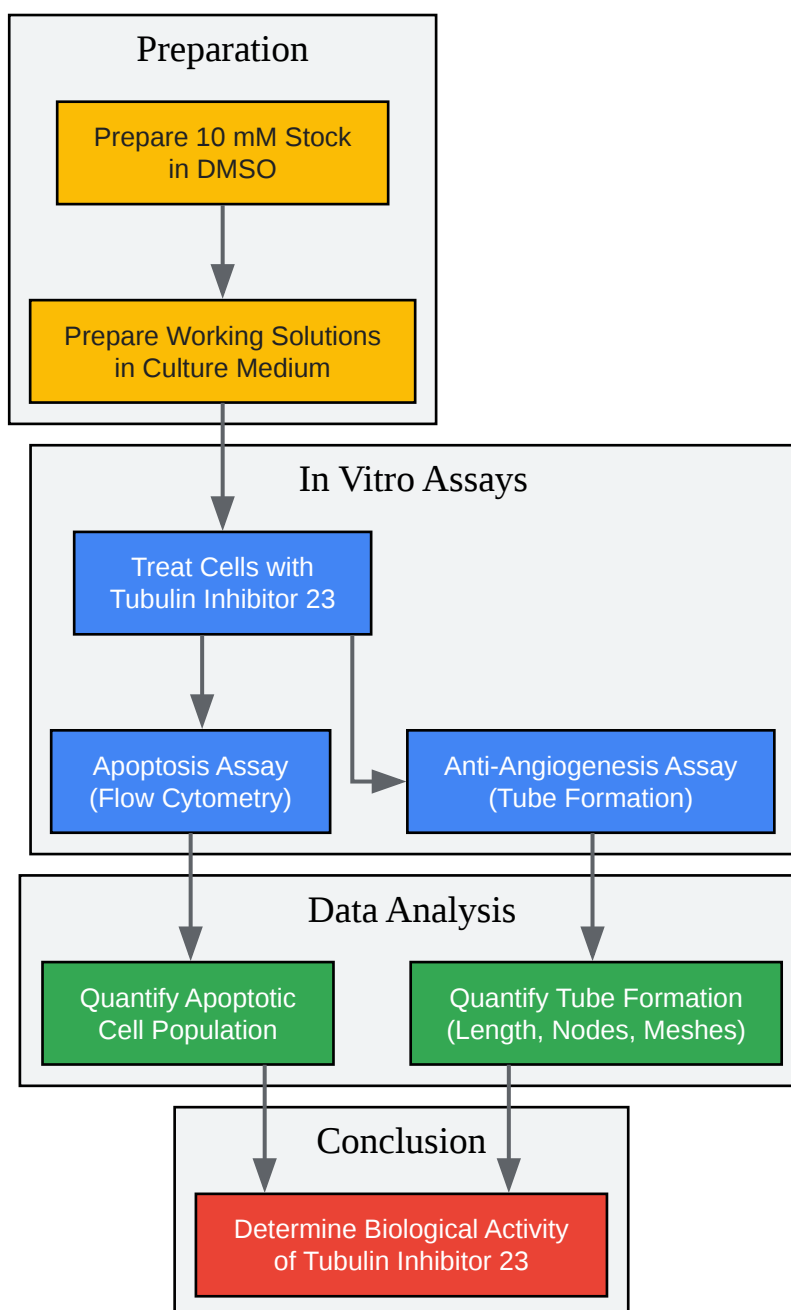 Preparation
Prepare 10 mM Stock
in DMSO
Prepare Working Solutions
in Culture Medium
In Vitro Assays
Treat Cells with
Tubulin Inhibitor 23
Apoptosis Assay
(Flow Cytometry)
Anti-Angiogenesis Assay
(Tube Formation)
Data Analysis
Quantify Apoptotic
Cell Population
Quantify Tube Formation
(Length, Nodes, Meshes)
Conclusion
Determine Biological Activity
of Tubulin Inhibitor 23